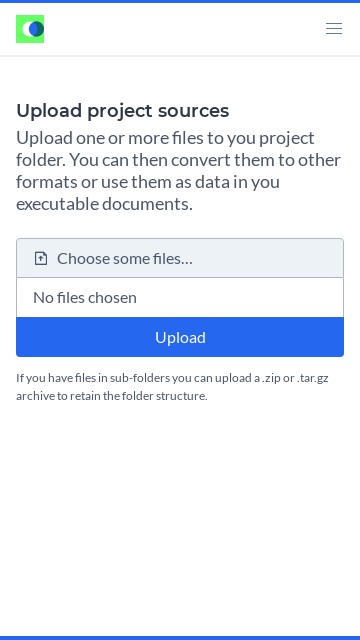 Upload project sources
Upload one or more files to you project
folder. You can then convert them to other
formats or use them as data in you
executable documents.
Choose some files...
No files chosen
Upload
If you have files in sub-folders you can upload a .zip or .tar.gz
archive to retain the folder structure.